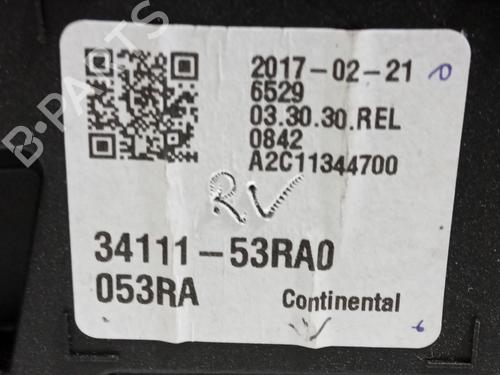 2017-02-21
6529
03.30.30.REL
0842
A2C11344700
RV
34111-53RA0
053RA
Continental
B-PARTS